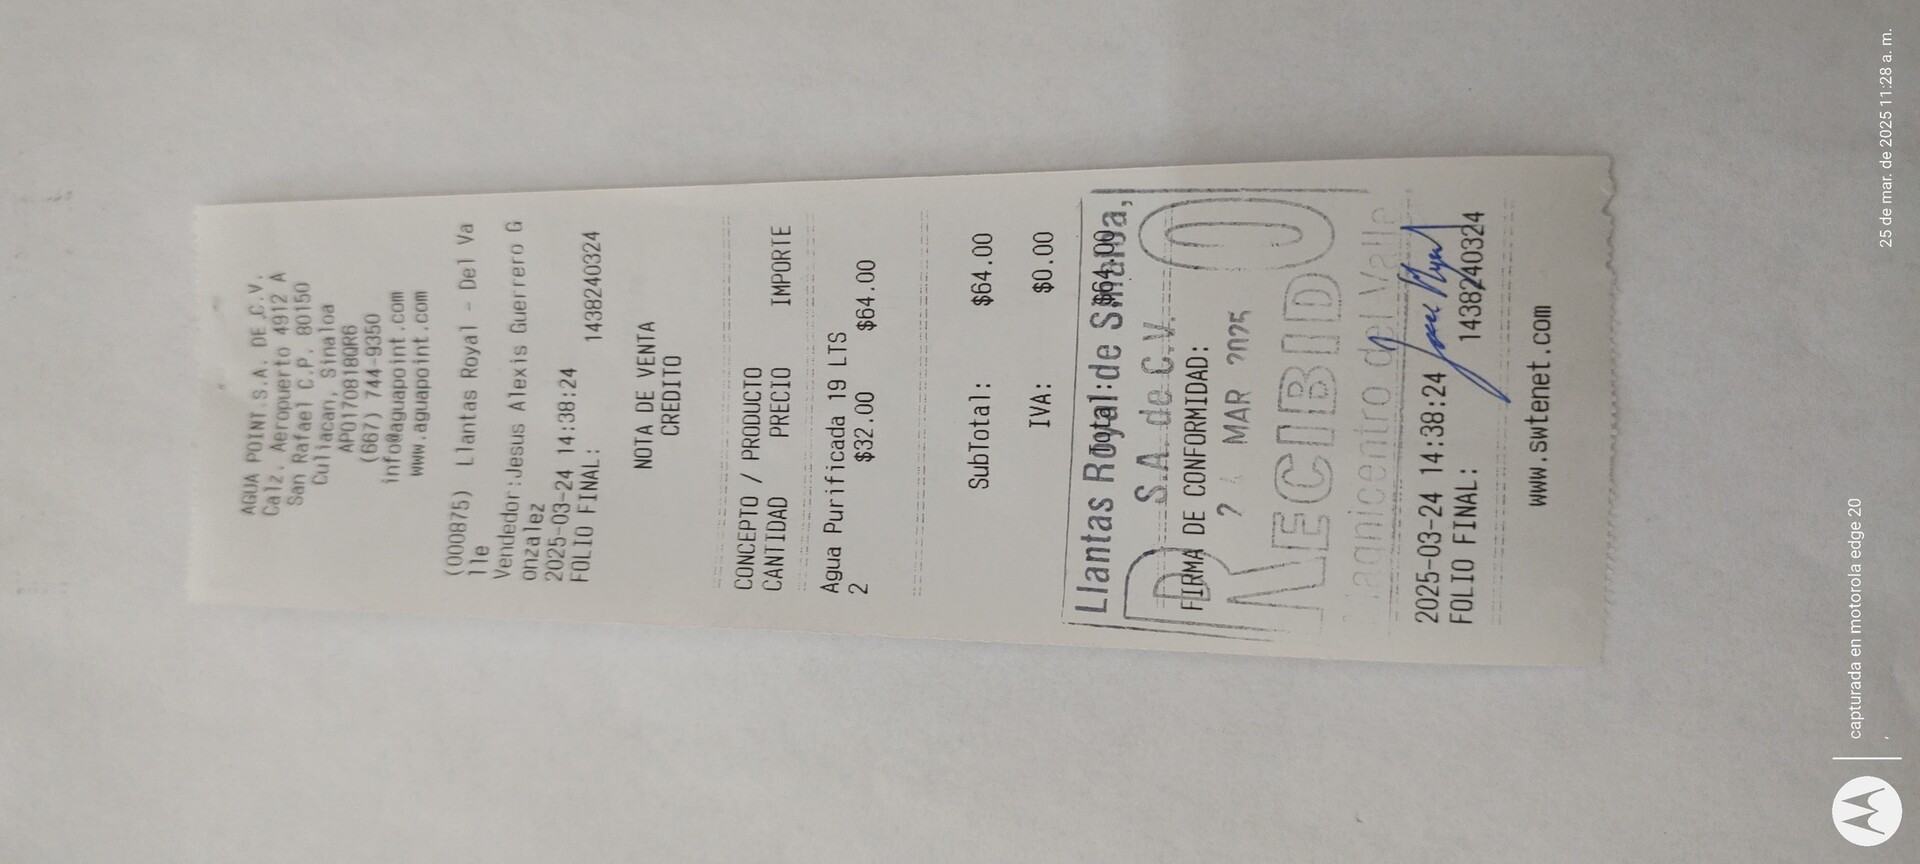 AGUA POINT S.A. DE C.V.
Calz. Aeropuerto 4912 A
San Rafael C.P. 80150
Culiacan, Sinaloa
APO170818QR6
(667) 744-9350
info@aguapoint.com
www.aguapoint.com
(000875) Llantas Royal - Del Va
lle
Vendedor:Jesus Alexis Guerrero G
onzalez
2025-03-24 14:38:24
FOLIO FINAL: 1438240324
NOTA DE VENTA
CREDITO
CONCEPTO / PRODUCTO
CANTIDAD PRECIO IMPORTE
Agua Purificada 19 LTS
2 $32.00 $64.00
SubTotal: $64.00
IVA: $0.00
Total: $64.00
Llantas Royal de Sinaloa,
S.A. de C.V.
FIRMA DE CONFORMIDAD:
MAR 2025
RECIBIDO
Llanicentro del Valle
2025-03-24 14:38:24
FOLIO FINAL: 1438240324
www.swtenet.com
capturada en motorola edge 20
25 de mar. de 2025 11:28 a. m.